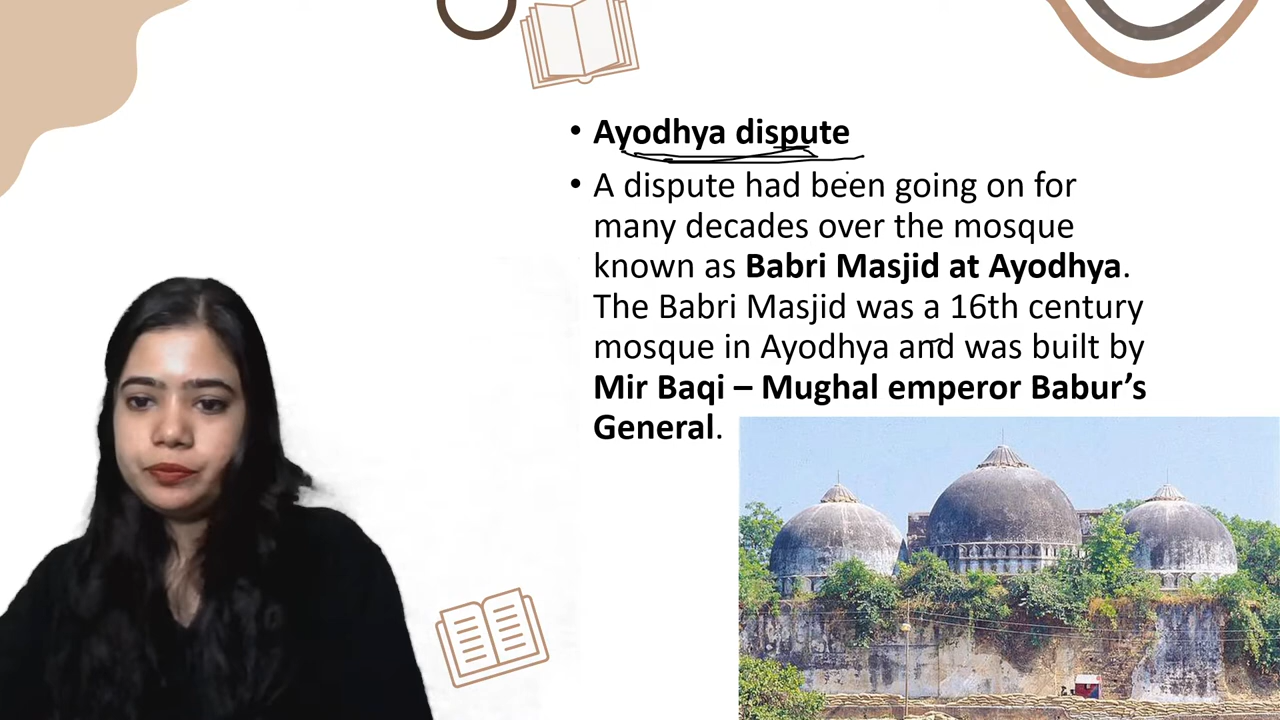 • Ayodhya dispute
• A dispute had been going on for
many decades over the mosque
known as Babri Masjid at Ayodhya.
The Babri Masjid was a 16th century
mosque in Ayodhya and was built by
Mir Baqi – Mughal emperor Babur’s
General.